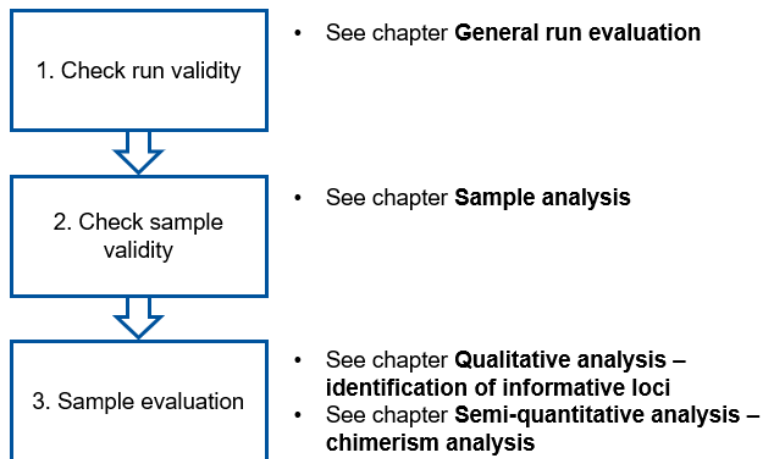 1. Check run validity
• See chapter General run evaluation
2. Check sample
validity
• See chapter Sample analysis
3. Sample evaluation
• See chapter Qualitative analysis –
identification of informative loci
• See chapter Semi-quantitative analysis –
chimerism analysis